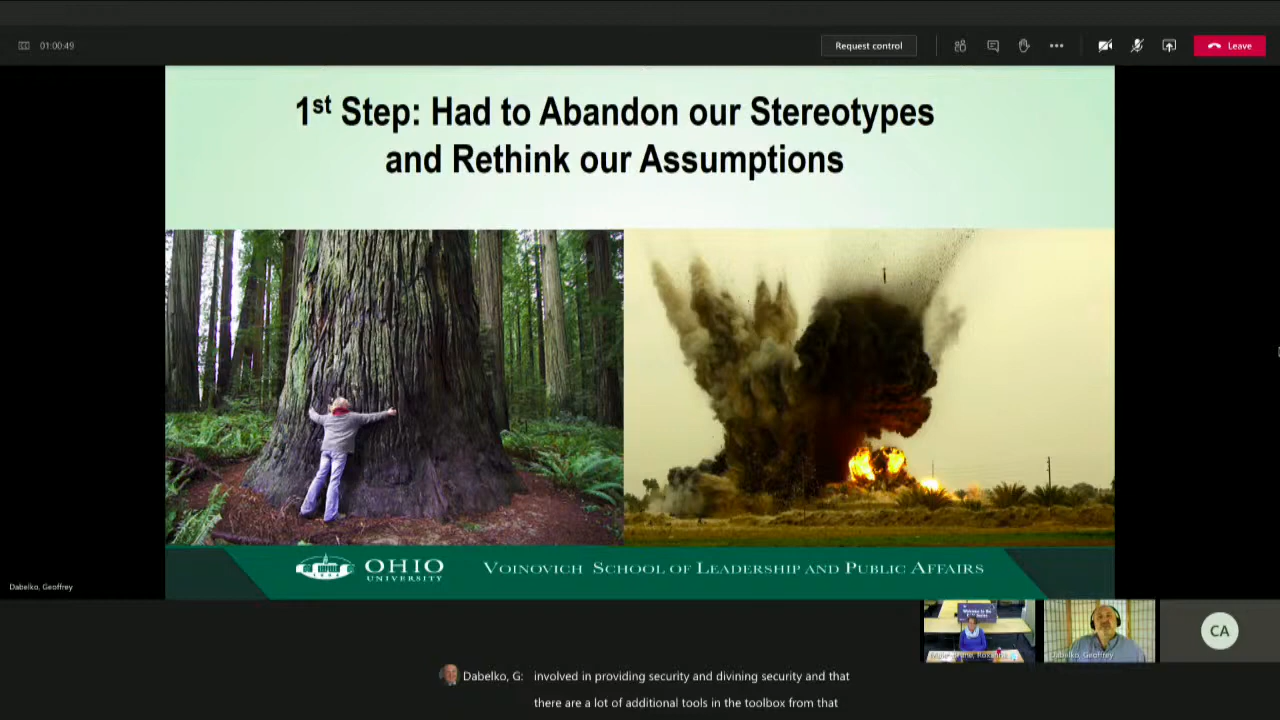 01:00:49
Request control
Leave
1st Step: Had to Abandon our Stereotypes
and Rethink our Assumptions
OHIO
UNIVERSITY
VOINOVICH SCHOOL OF LEADERSHIP AND PUBLIC AFFAIRS
Dabelko, Geoffrey
Dabelko, Geoffrey
CA
Dabelko, G: involved in providing security and divining security and that
there are a lot of additional tools in the toolbox from that